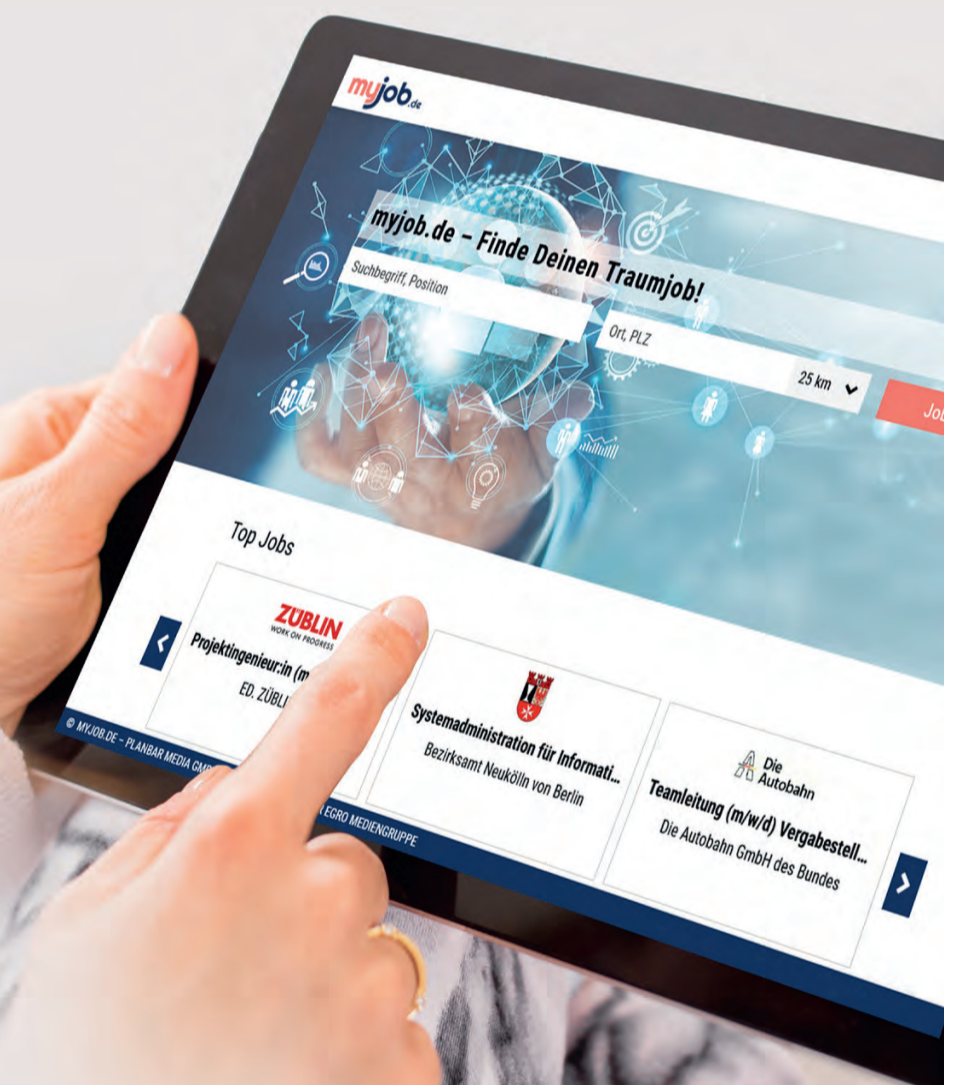 myjob.de
myjob.de – Finde Deinen Traumjob!
Suchbegriff, Position
Ort, PLZ
25 km
Top Jobs
ZÜBLIN
WORK ON PROGRESS
Projektingenieur:in
ED.
Bezirksamt Neukölln von Berlin
Systemadministration für Informati...
Die
Autobahn
Teamleitung (m/w/d) Vergabestell...
Die Autobahn GmbH des Bundes
© MYJOB.DE – PLANBAR MEDIA
EGRO MEDIENGRUPPE